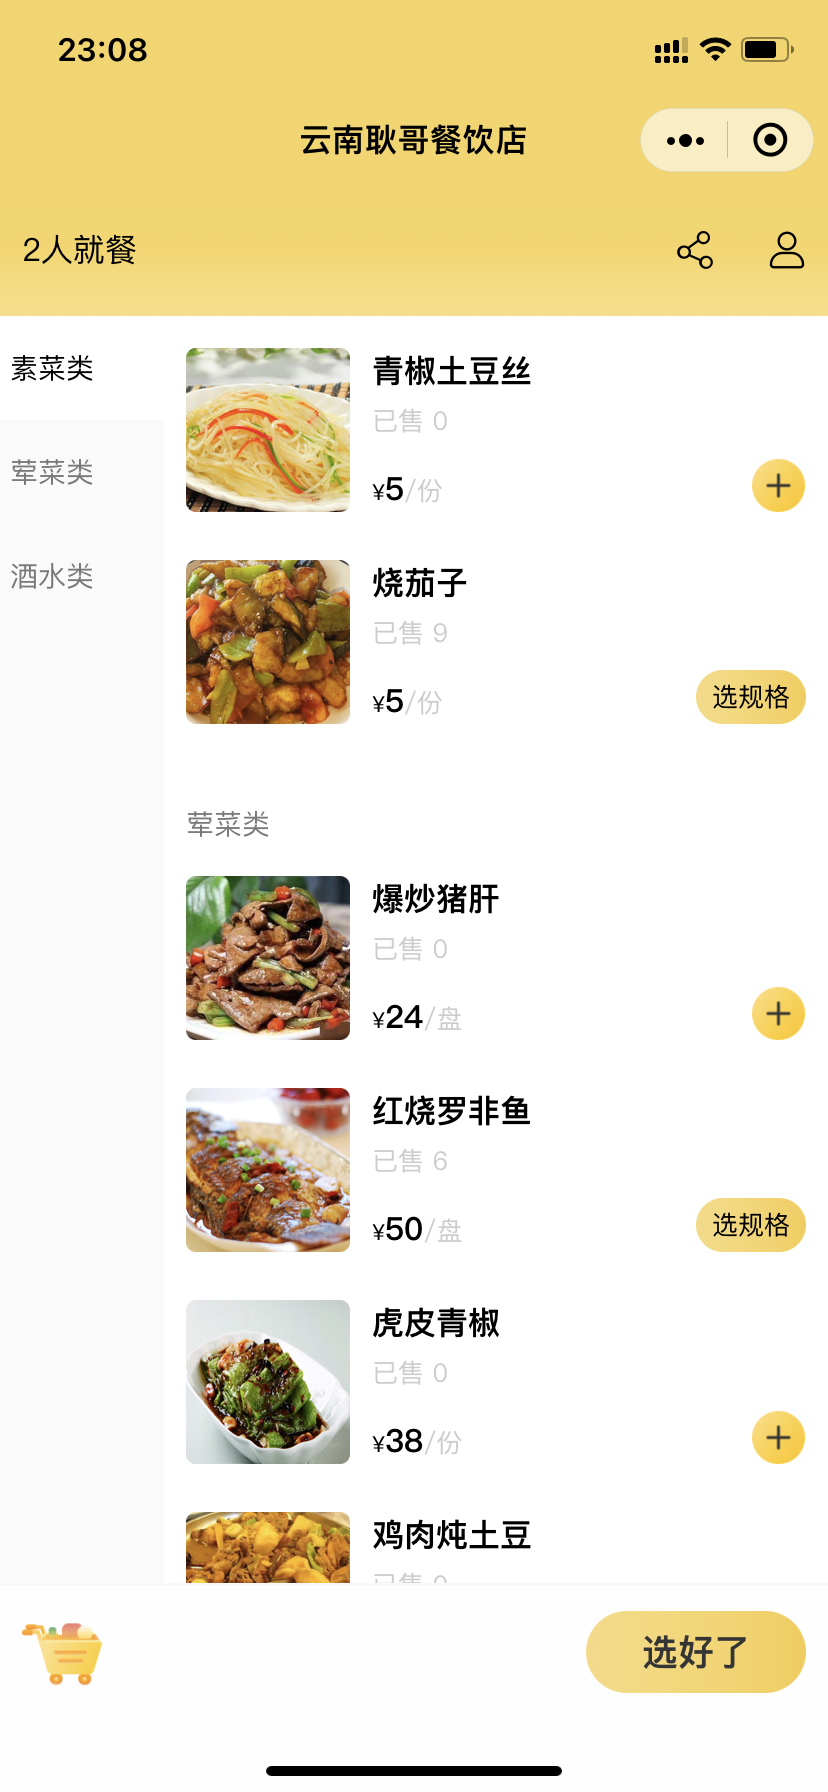 23:08
云南耿哥餐饮店
2人就餐
素菜类
荤菜类
酒水类
青椒土豆丝
已售 0
¥5/份
烧茄子
已售 9
¥5/份
选规格
荤菜类
爆炒猪肝
已售 0
¥24/盘
红烧罗非鱼
已售 6
¥50/盘
选规格
虎皮青椒
已售 0
¥38/份
鸡肉炖土豆
已售 0
选好了